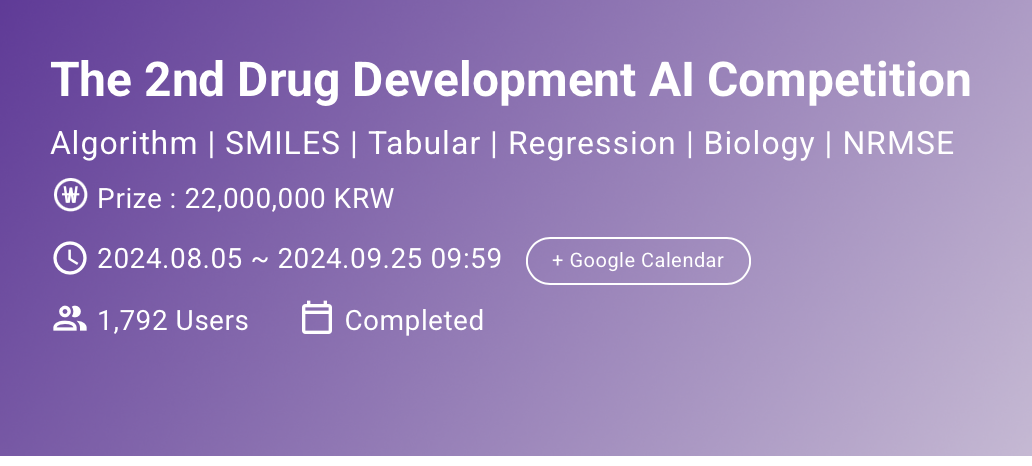 The 2nd Drug Development AI Competition
Algorithm | SMILES | Tabular | Regression | Biology | NRMSE
₩ Prize : 22,000,000 KRW
2024.08.05 ~ 2024.09.25 09:59 + Google Calendar
1,792 Users Completed